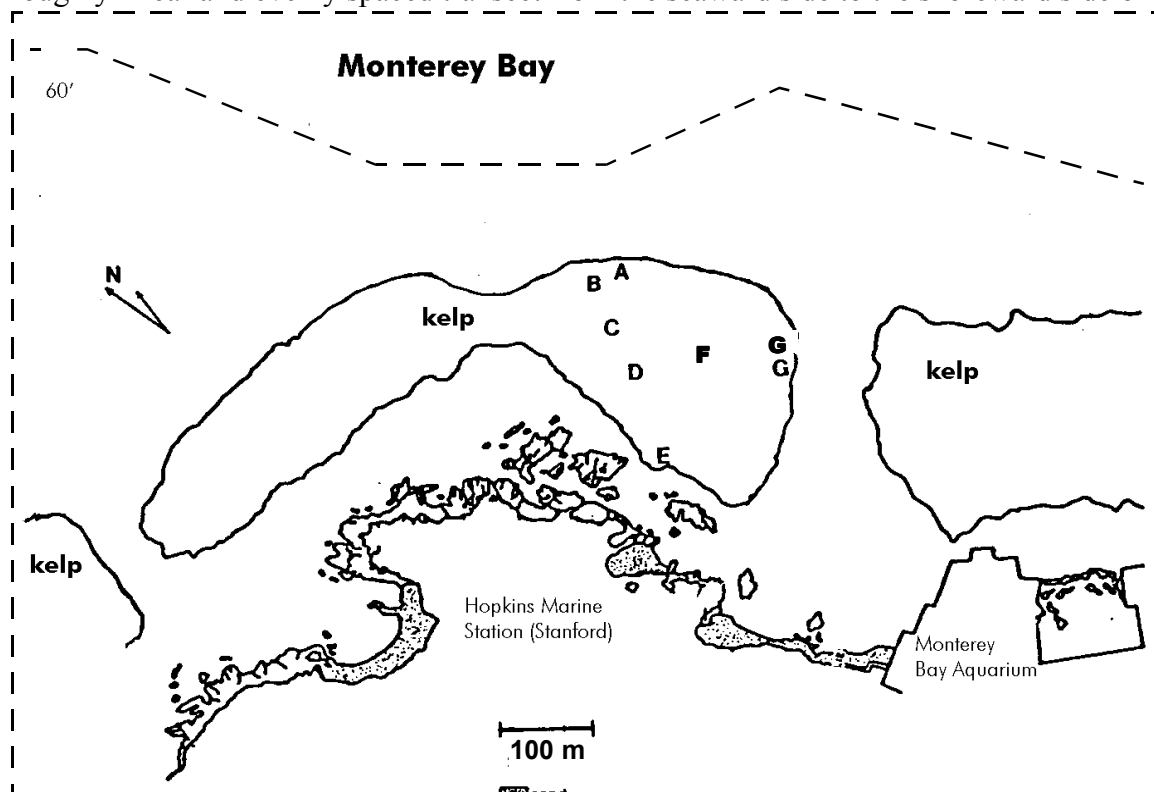 Monterey Bay
60'
N
A
B
kelp
C
F
G
G
D
kelp
E
kelp
Hopkins Marine
Station (Stanford)
Monterey
Bay Aquarium
100 m